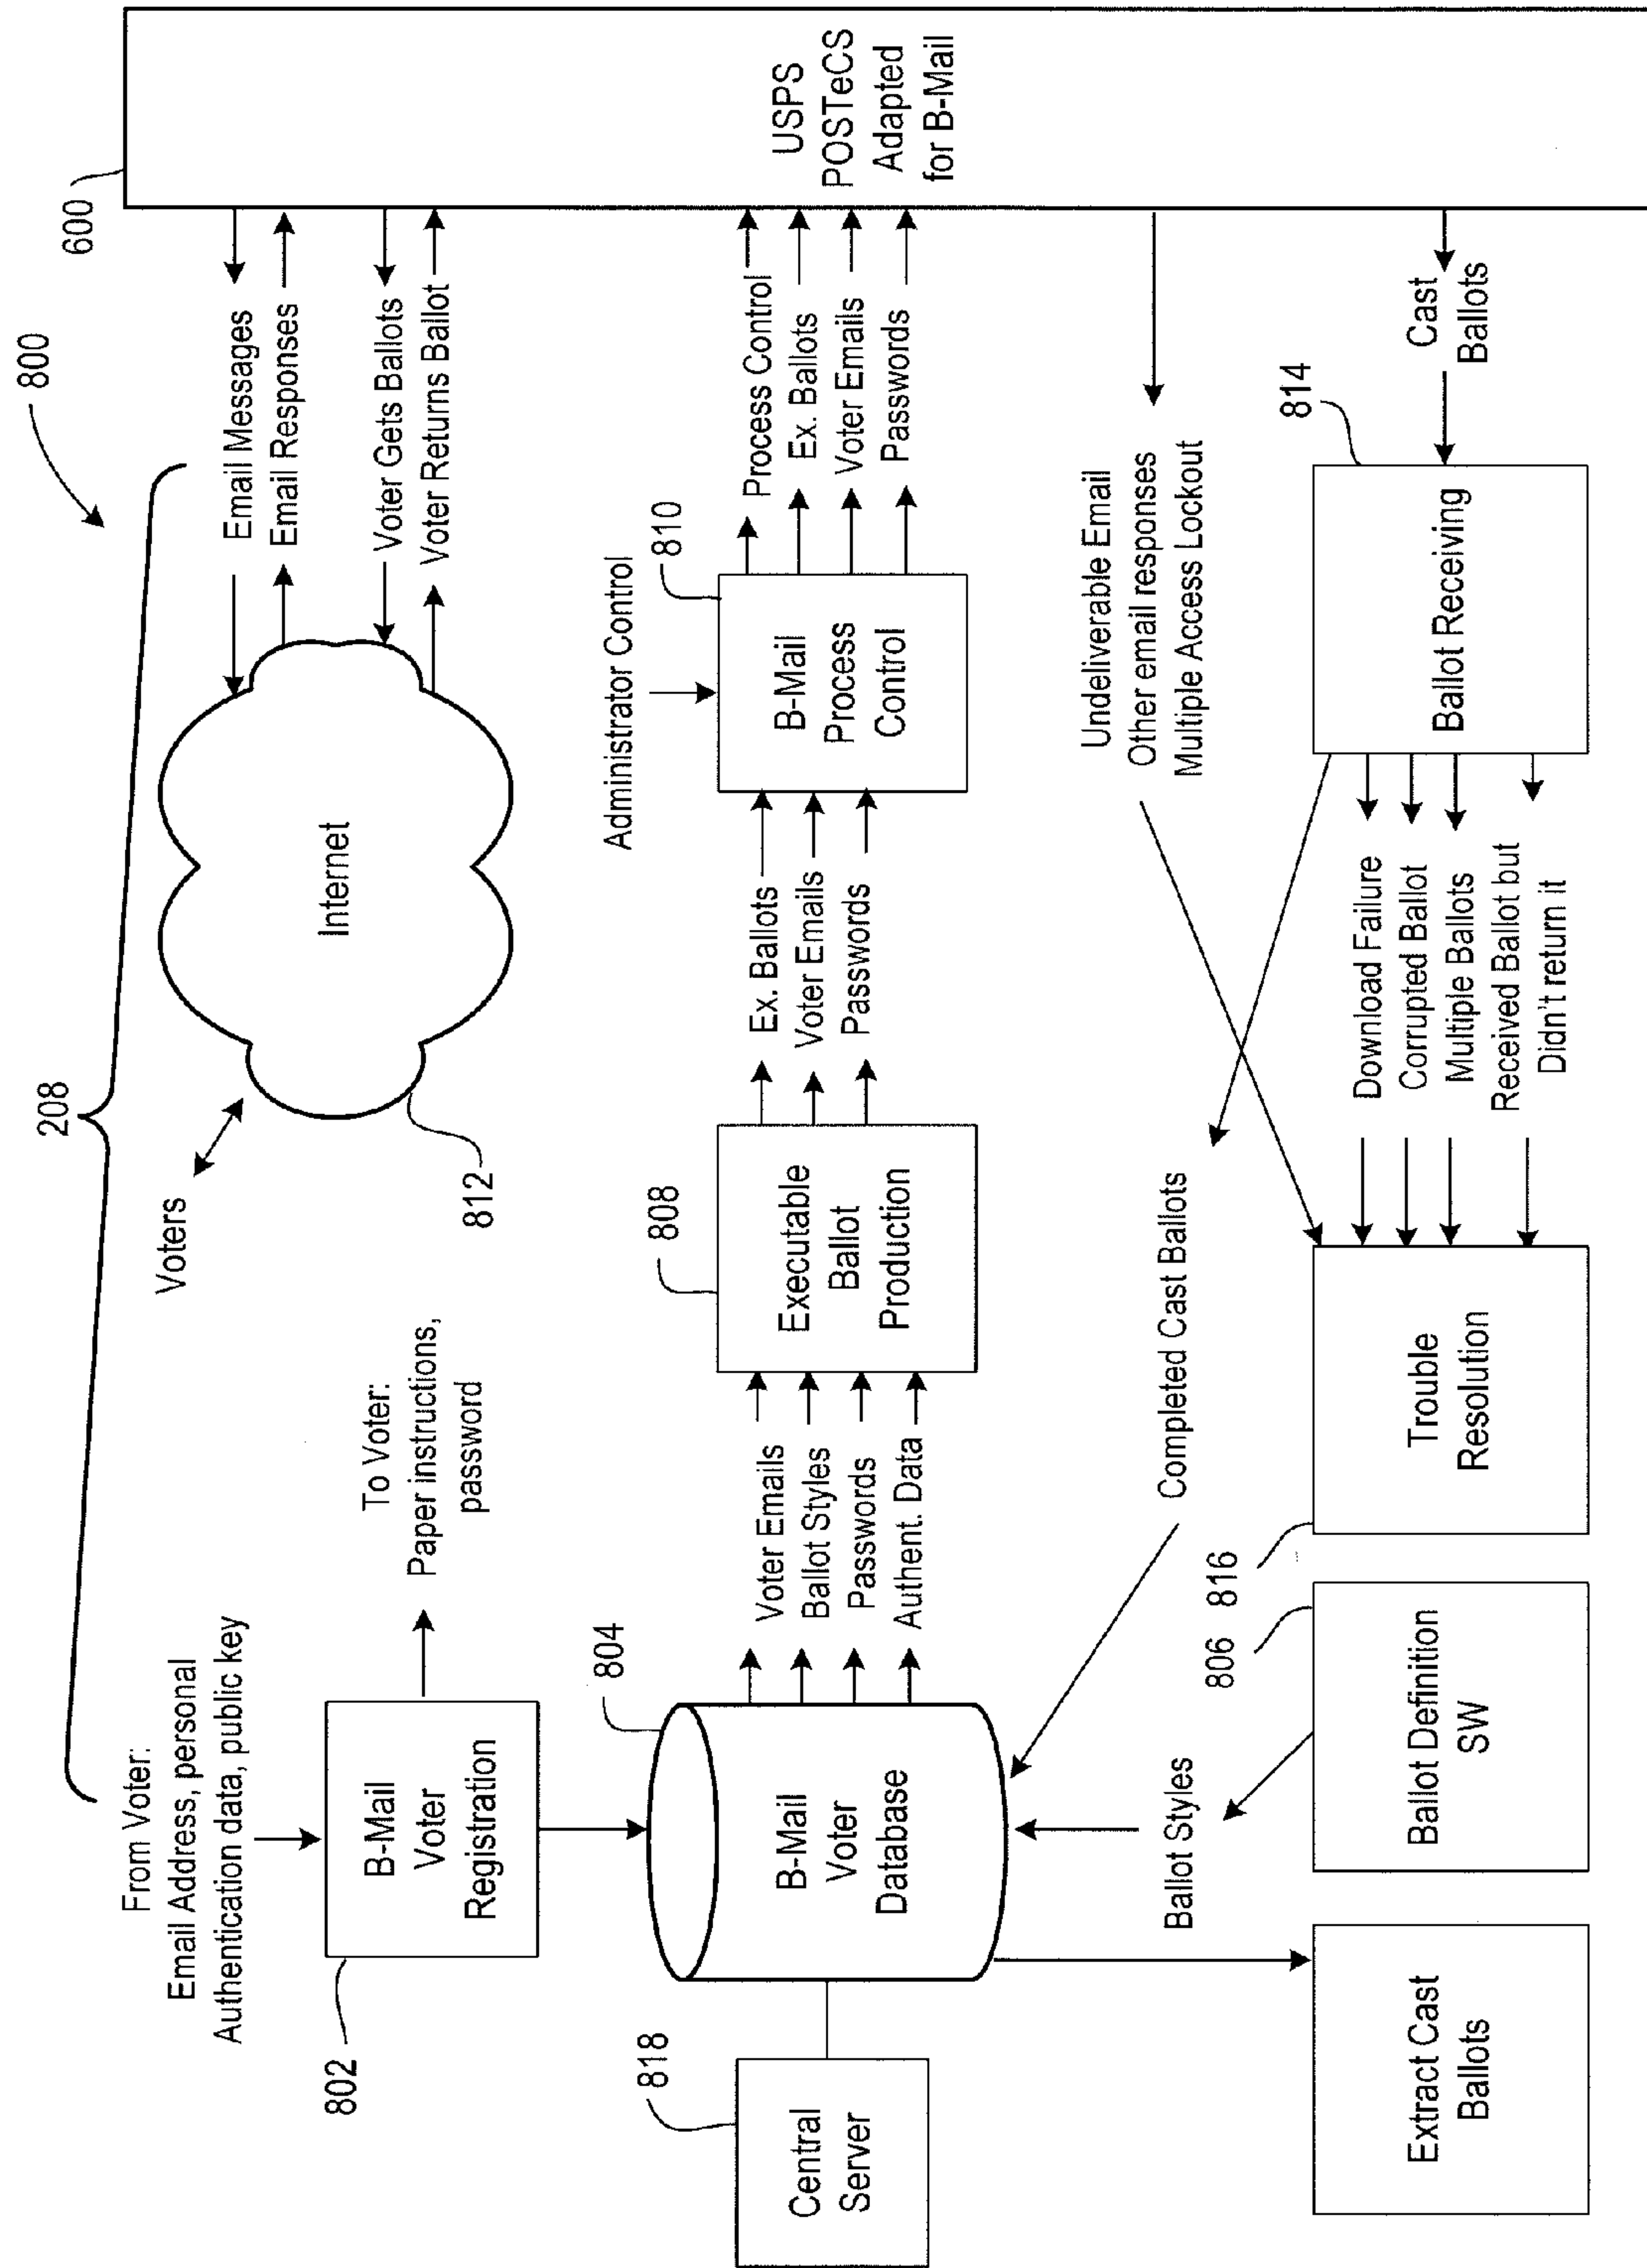 800
208
600
From Voter:
Email Address, personal
Authentication data, public key
802
B-Mail
Voter
Registration
To Voter:
Paper instructions,
password
Voters
812
Internet
Email Messages
Email Responses
Voter Gets Ballots
Voter Returns Ballot
USPS
POSTeCS
Adapted
for B-Mail
Central
Server
818
804
B-Mail
Voter
Database
Voter Emails
Ballot Styles
Passwords
Authent. Data
808
Executable
Ballot
Production
Ex. Ballots
Voter Emails
Passwords
Administrator Control
810
B-Mail
Process
Control
Process Control
Ex. Ballots
Voter Emails
Passwords
Ballot Styles
Completed Cast Ballots
Undeliverable Email
Other email responses
Multiple Access Lockout
Extract Cast
Ballots
806
Ballot Definition
SW
816
Trouble
Resolution
Download Failure
Corrupted Ballot
Multiple Ballots
Received Ballot but
Didn't return it
814
Ballot Receiving
Cast
Ballots